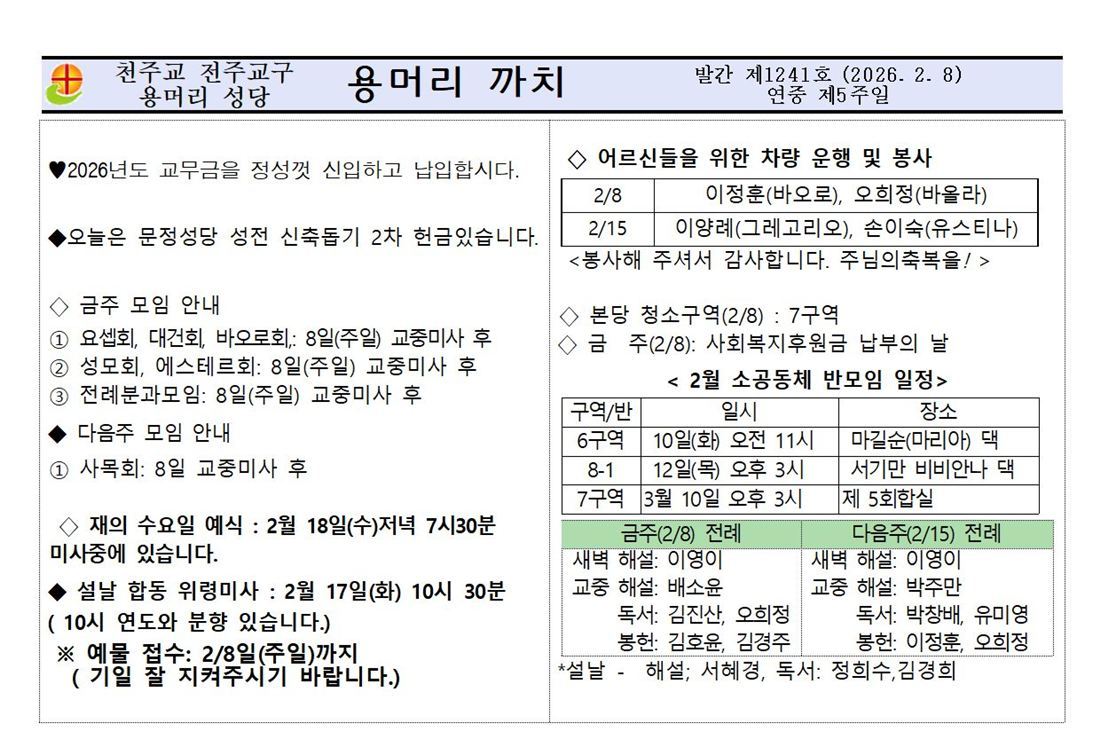 천주교 전주교구
용머리 성당
용머리 까치
발간 제1241호 (2026. 2. 8)
연중 제5주일
♥2026년도 교무금을 정성껏 신입하고 납입합시다.
◆오늘은 문정성당 성전 신축돕기 2차 헌금있습니다.
◇ 금주 모임 안내
① 요셉회, 대건회, 바오로회,: 8일(주일) 교중미사 후
② 성모회, 에스테르회: 8일(주일) 교중미사 후
③ 전례분과모임: 8일(주일) 교중미사 후
◆ 다음주 모임 안내
① 사목회: 8일 교중미사 후
◇ 재의 수요일 예식 : 2월 18일(수)저녁 7시30분
미사중에 있습니다.
◆ 설날 합동 위령미사 : 2월 17일(화) 10시 30분
( 10시 연도와 분향 있습니다.)
※ 예물 접수: 2/8일(주일)까지
( 기일 잘 지켜주시기 바랍니다.)
◇ 어르신들을 위한 차량 운행 및 봉사
2/8 이정훈(바오로), 오희정(바울라)
2/15 이양례(그레고리오), 손이숙(유스티나)
<봉사해 주셔서 감사합니다. 주님의축복을! >
◇ 본당 청소구역(2/8) : 7구역
◇ 금 주(2/8): 사회복지후원금 납부의 날
< 2월 소공동체 반모임 일정>
구역/반 일시 장소
6구역 10일(화) 오전 11시 마길순(마리아) 댁
8-1 12일(목) 오후 3시 서기만 비비안나 댁
7구역 3월 10일 오후 3시 제 5회합실
금주(2/8) 전례 다음주(2/15) 전례
새벽 해설: 이영이 새벽 해설: 이영이
교중 해설: 배소윤 교중 해설: 박주만
독서: 김진산, 오희정 독서: 박창배, 유미영
봉헌: 김호윤, 김경주 봉헌: 이정훈, 오희정
*설날 - 해설; 서혜경, 독서: 정희수,김경희